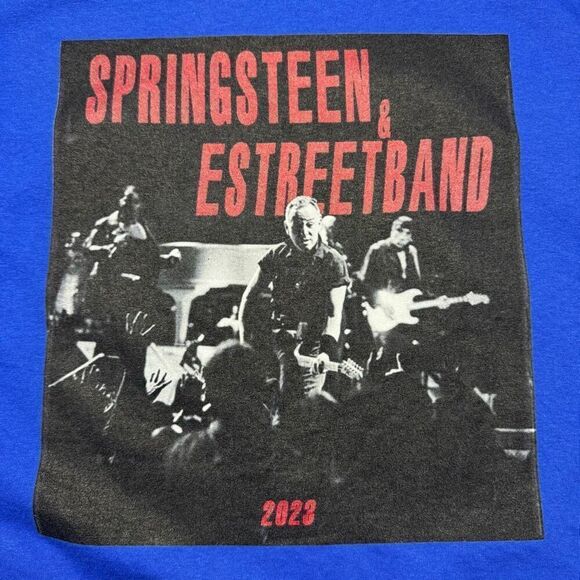 SPRINGSTEEN
&
ESTREETBAND
2023